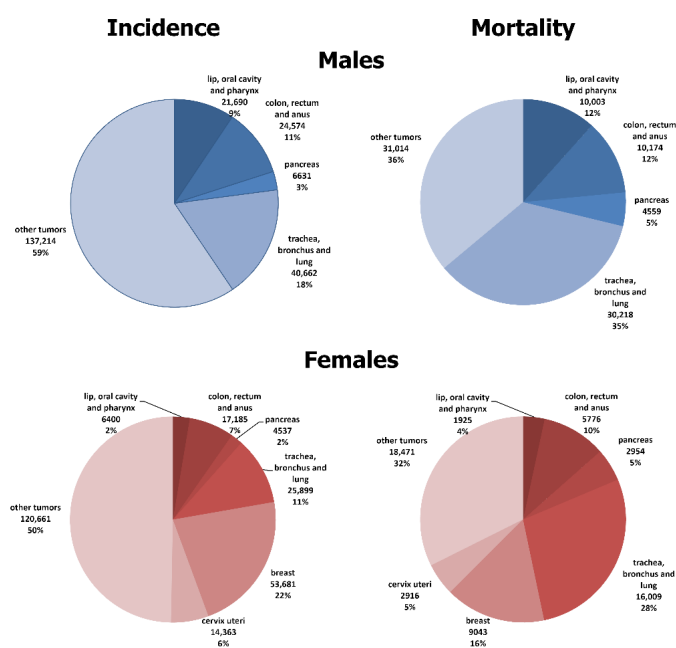 Incidence
Mortality
Males
lip, oral cavity
and pharynx
21,690
9%
colon, rectum
and anus
24,574
11%
pancreas
6631
3%
trachea,
bronchus and
lung
40,662
18%
other tumors
137,214
59%
lip, oral cavity
and pharynx
10,003
12%
colon, rectum
and anus
10,174
12%
pancreas
4559
5%
trachea,
bronchus and
lung
30,218
35%
other tumors
31,014
36%
Females
lip, oral cavity
and pharynx
6400
2%
colon, rectum
and anus
17,185
7%
pancreas
4537
2%
trachea,
bronchus and
lung
25,899
11%
breast
53,681
22%
cervix uteri
14,363
6%
other tumors
120,661
50%
lip, oral cavity
and pharynx
1925
4%
colon, rectum
and anus
5776
10%
pancreas
2954
5%
trachea,
bronchus and
lung
16,009
28%
breast
9043
16%
cervix uteri
2916
5%
other tumors
18,471
32%